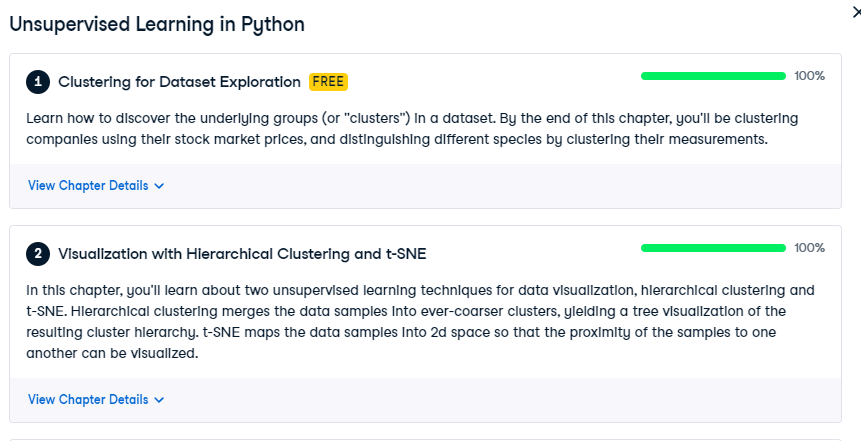 Unsupervised Learning in Python
1 Clustering for Dataset Exploration FREE 100%
Learn how to discover the underlying groups (or "clusters") in a dataset. By the end of this chapter, you'll be clustering
companies using their stock market prices, and distinguishing different species by clustering their measurements.
View Chapter Details
2 Visualization with Hierarchical Clustering and t-SNE 100%
In this chapter, you'll learn about two unsupervised learning techniques for data visualization, hierarchical clustering and
t-SNE. Hierarchical clustering merges the data samples into ever-coarser clusters, yielding a tree visualization of the
resulting cluster hierarchy. t-SNE maps the data samples into 2d space so that the proximity of the samples to one
another can be visualized.
View Chapter Details